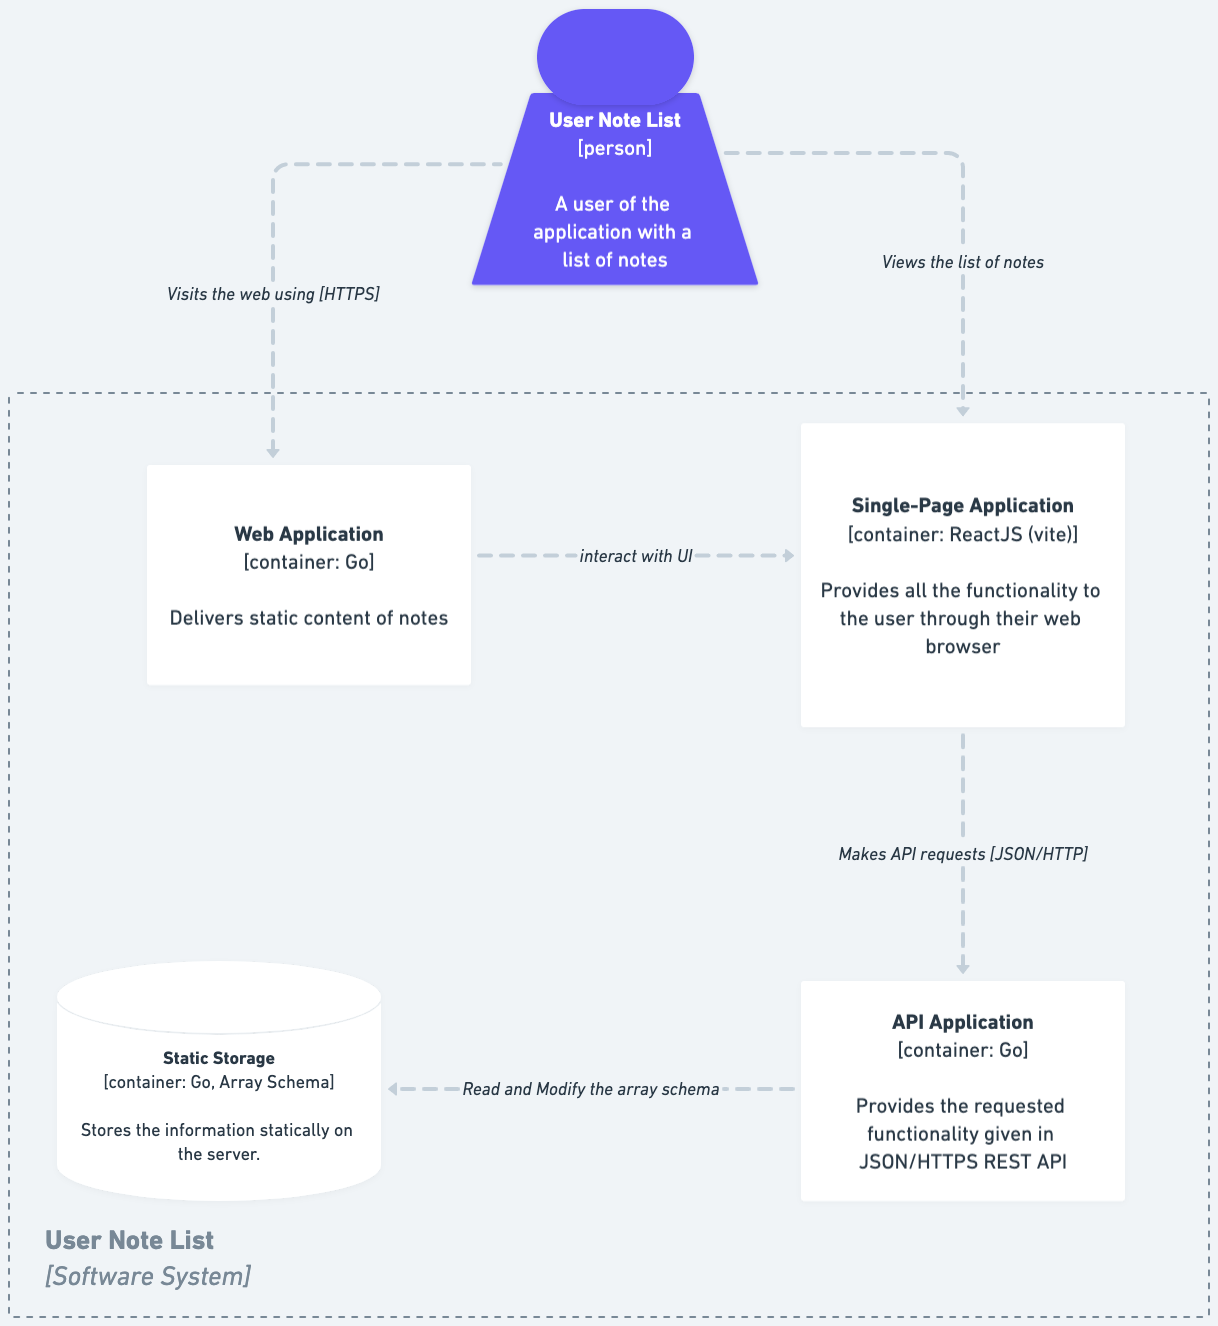 User Note List
[person]
A user of the
application with a
list of notes
Visits the web using [HTTPS]
Views the list of notes
Web Application
[container: Go]
Delivers static content of notes
interact with UI
Single-Page Application
[container: ReactJS (vite)]
Provides all the functionality to
the user through their web
browser
Makes API requests [JSON/HTTP]
Static Storage
[container: Go, Array Schema]
Stores the information statically on
the server.
Read and Modify the array schema
API Application
[container: Go]
Provides the requested
functionality given in
JSON/HTTPS REST API
User Note List
[Software System]